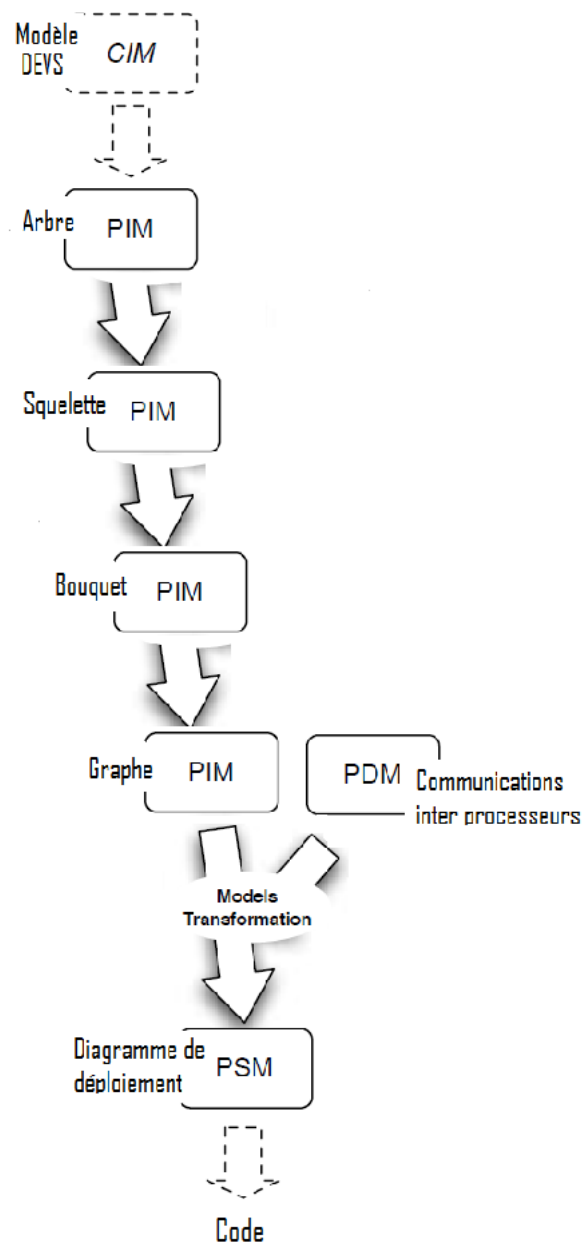 Modèle
DEVS
CIM
Arbre
PIM
Squelette
PIM
Bouquet
PIM
Graphe
PIM
PDM
Communications
inter processeurs
Models
Transformation
Diagramme de
déploiement
PSM
Code